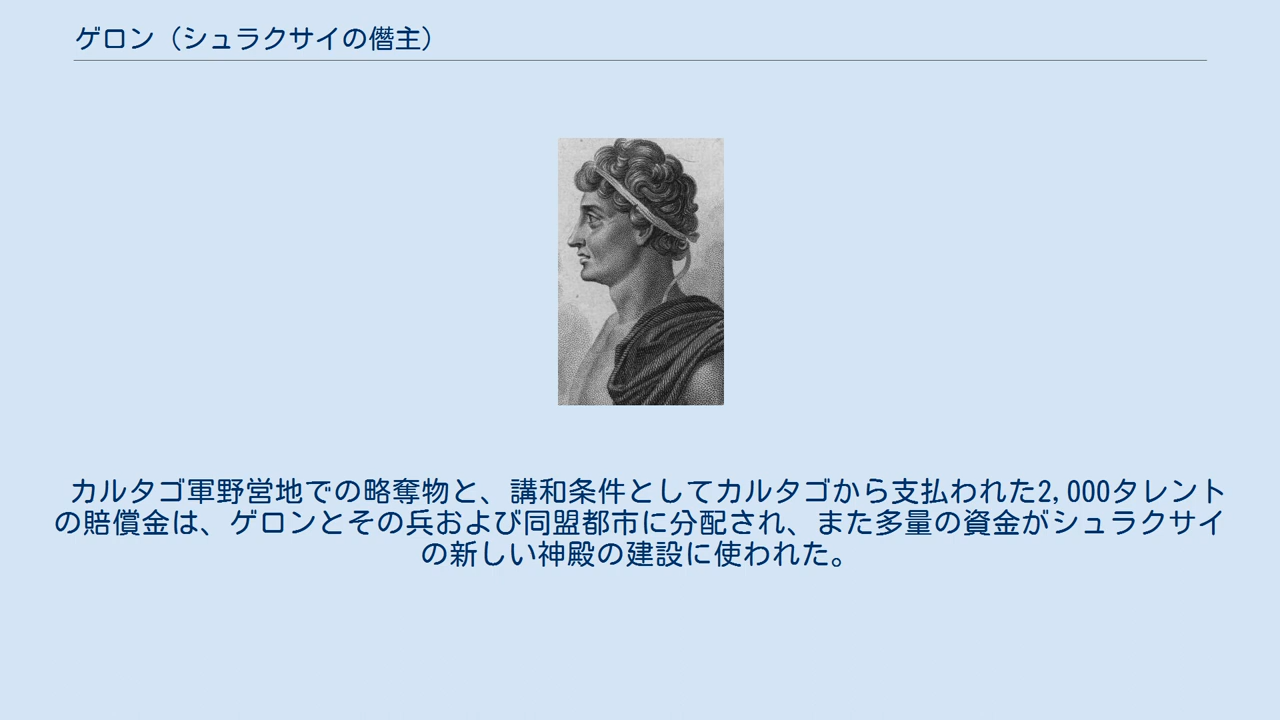 ゲロン（シュラクサイの僭主）
カルタゴ軍野営地での略奪物と、講和条件としてカルタゴから支払われた2,000タレント
の賠償金は、ゲロンとその兵および同盟都市に分配され、また多量の資金がシュラクサイ
の新しい神殿の建設に使われた。